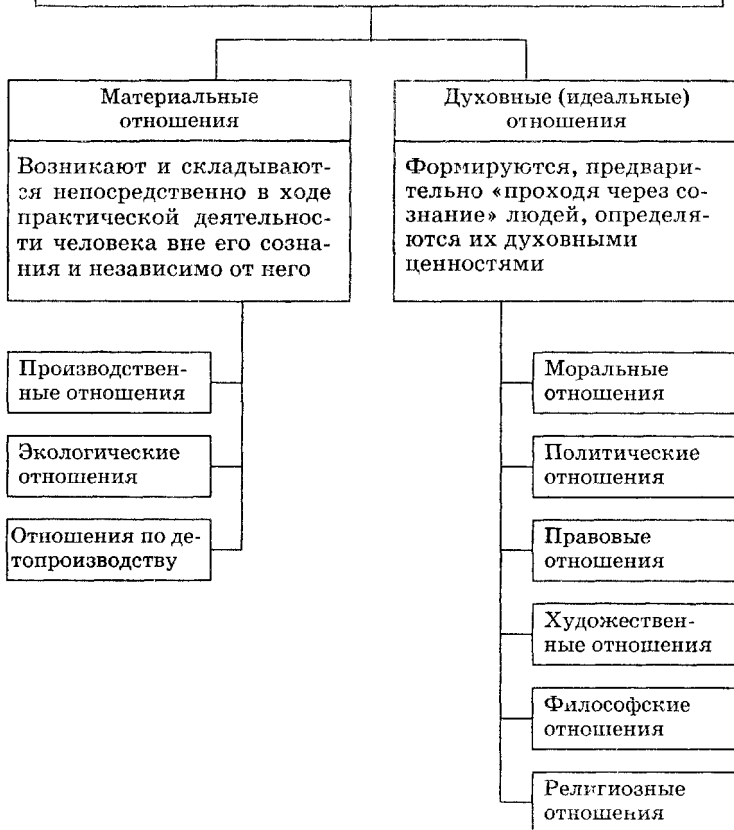 Материальные
отношения
Возникают и складывают-
ся непосредственно в ходе
практической деятельнос-
ти человека вне его созна-
ния и независимо от него
Производствен-
ные отношения
Экологические
отношения
Отношения по де-
топроизводству
Духовные (идеальные)
отношения
Формируются, предвари-
тельно «проходя через со-
знание» людей, определя-
ются их духовными
ценностями
Моральные
отношения
Политические
отношения
Правовые
отношения
Художествен-
ные отношения
Философские
отношения
Религиозные
отношения